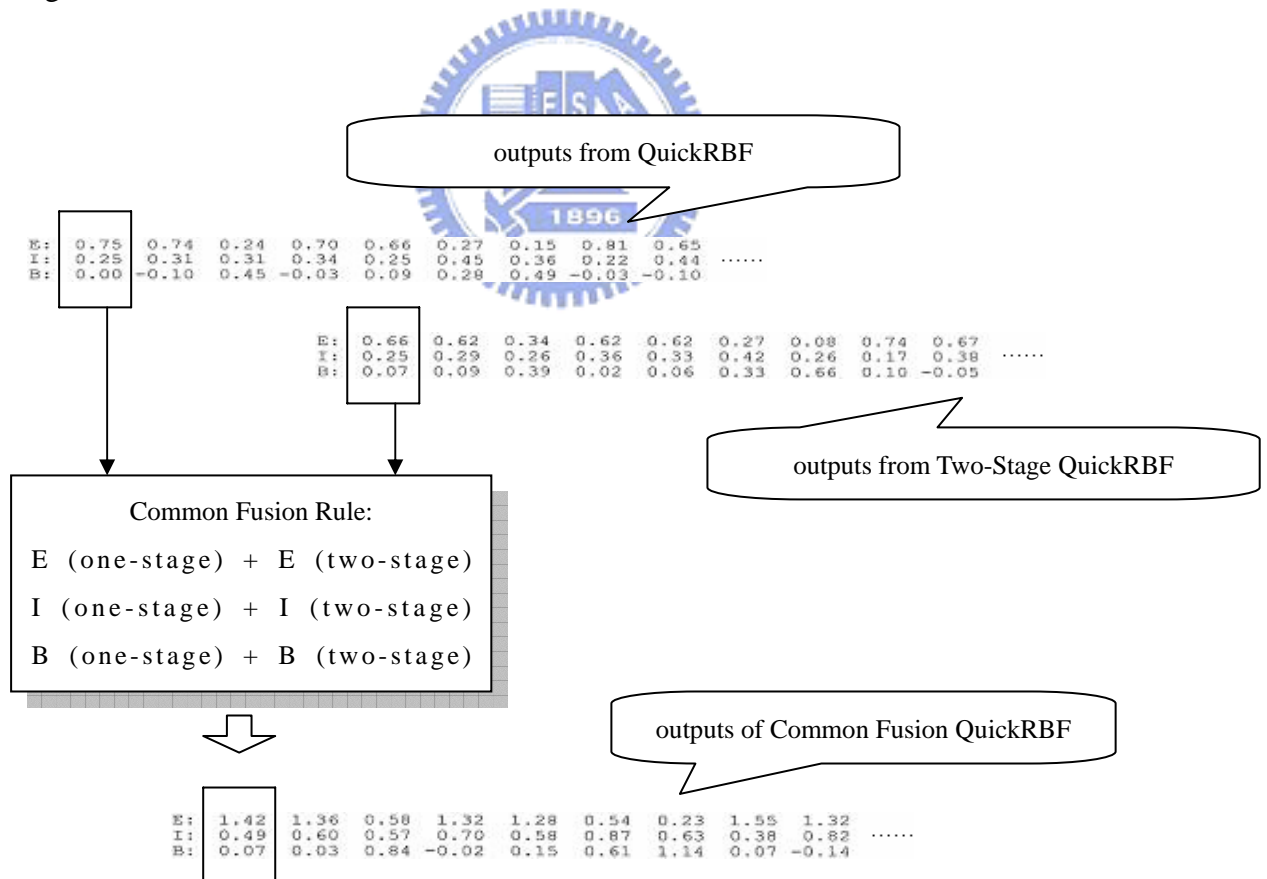 outputs from QuickRBF
1896
E: 0.75 0.74 0.24 0.70 0.66 0.27 0.15 0.81 0.65
I: 0.25 0.31 0.31 0.34 0.25 0.45 0.36 0.22 0.44 ......
B: 0.00 -0.10 0.45 -0.03 0.09 0.28 0.49 -0.03 -0.10
E: 0.66 0.62 0.34 0.62 0.62 0.27 0.08 0.74 0.67
I: 0.25 0.29 0.26 0.36 0.33 0.42 0.26 0.17 0.38 ......
B: 0.07 0.09 0.39 0.02 0.06 0.33 0.66 0.10 -0.05
outputs from Two-Stage QuickRBF
Common Fusion Rule:
E (one-stage) + E (two-stage)
I (one-stage) + I (two-stage)
B (one-stage) + B (two-stage)
outputs of Common Fusion QuickRBF
E: 1.42 1.36 0.58 1.32 1.28 0.54 0.23 1.55 1.32
I: 0.49 0.60 0.57 0.70 0.58 0.87 0.63 0.38 0.82 ......
B: 0.07 0.03 0.84 -0.02 0.15 0.61 1.14 0.07 -0.14